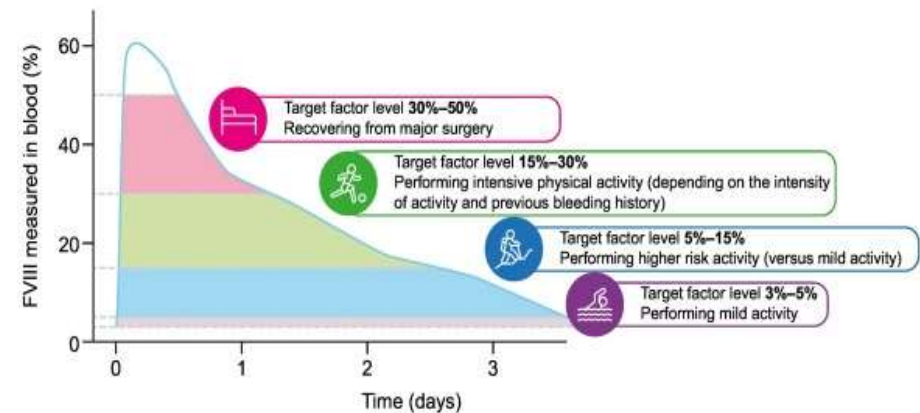 FVIII measured in blood (%)
60
40
20
0
Target factor level 30%–50%
Recovering from major surgery
Target factor level 15%–30%
Performing intensive physical activity (depending on the intensity
of activity and previous bleeding history)
Target factor level 5%–15%
Performing higher risk activity (versus mild activity)
Target factor level 3%–5%
Performing mild activity
0 1 2 3
Time (days)